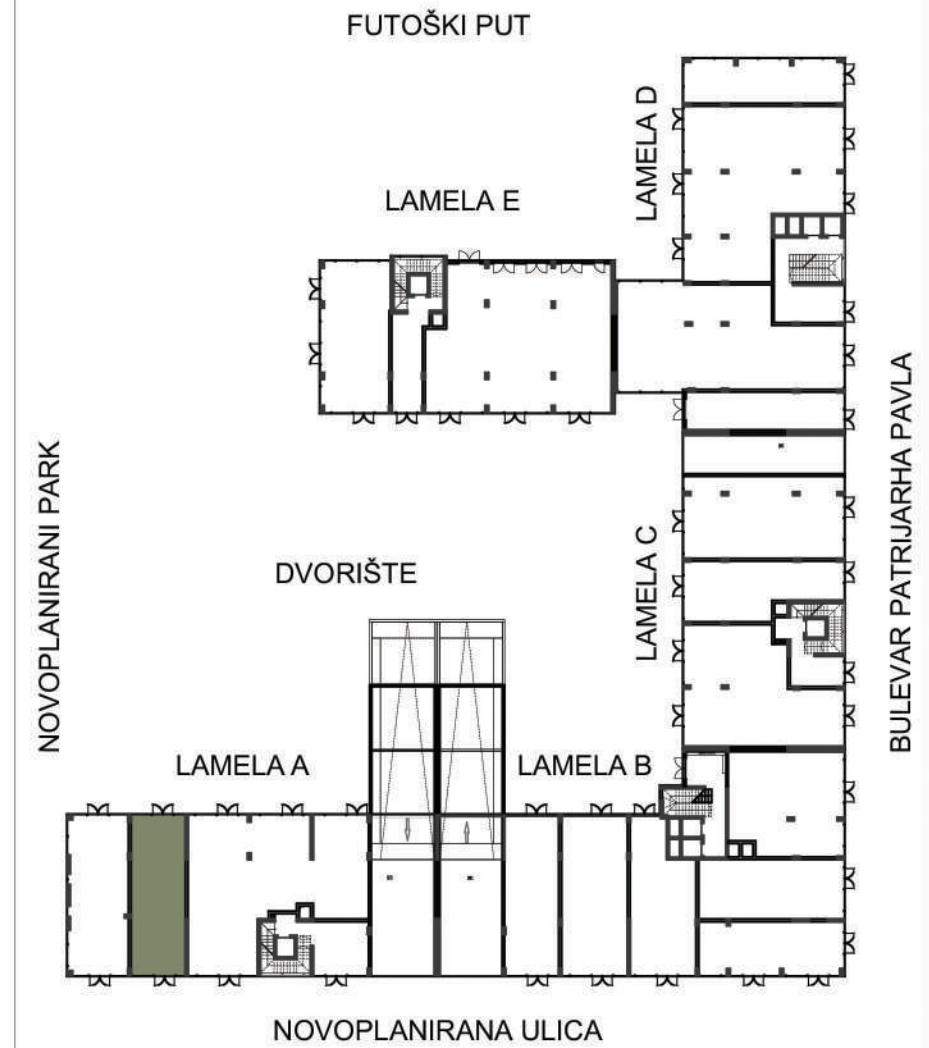 FUTOŠKI PUT
LAMELA D
LAMELA E
BULEVAR PATRIJARHA PAVLA
NOVOPLANIRANI PARK
LAMELA C
DVORIŠTE
LAMELA A
LAMELA B
NOVOPLANIRANA ULICA